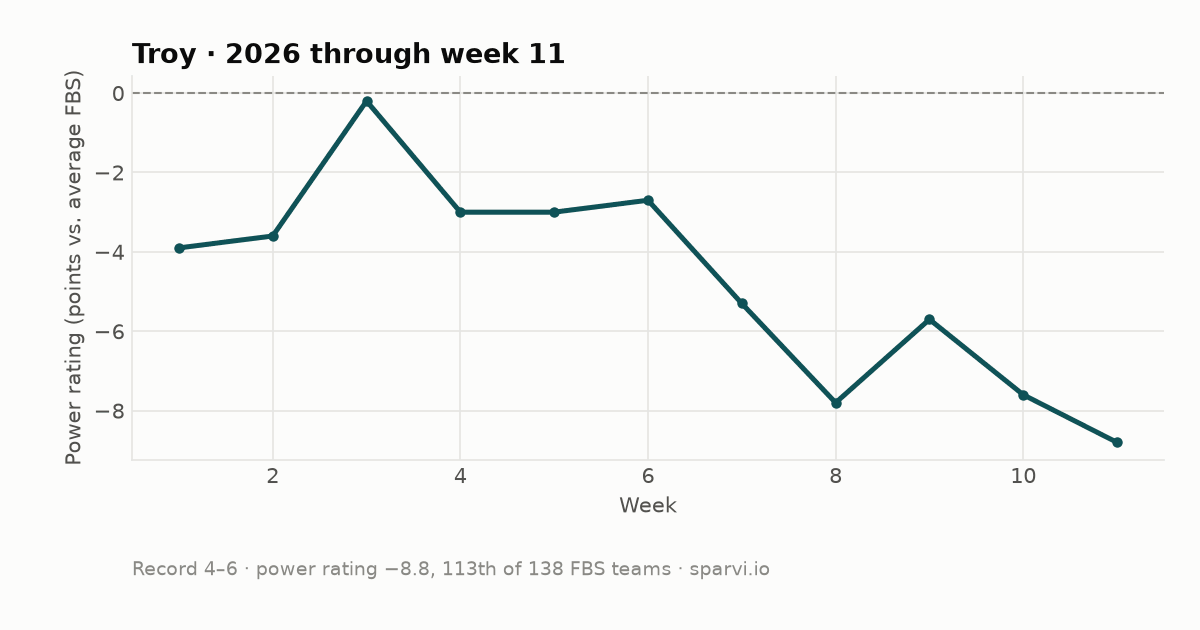 Troy · 2026 through week 11
Power rating (points vs. average FBS)
0
−2
−4
−6
−8
2 4 6 8 10
Week
Record 4–6 · power rating −8.8, 113th of 138 FBS teams · sparvi.io